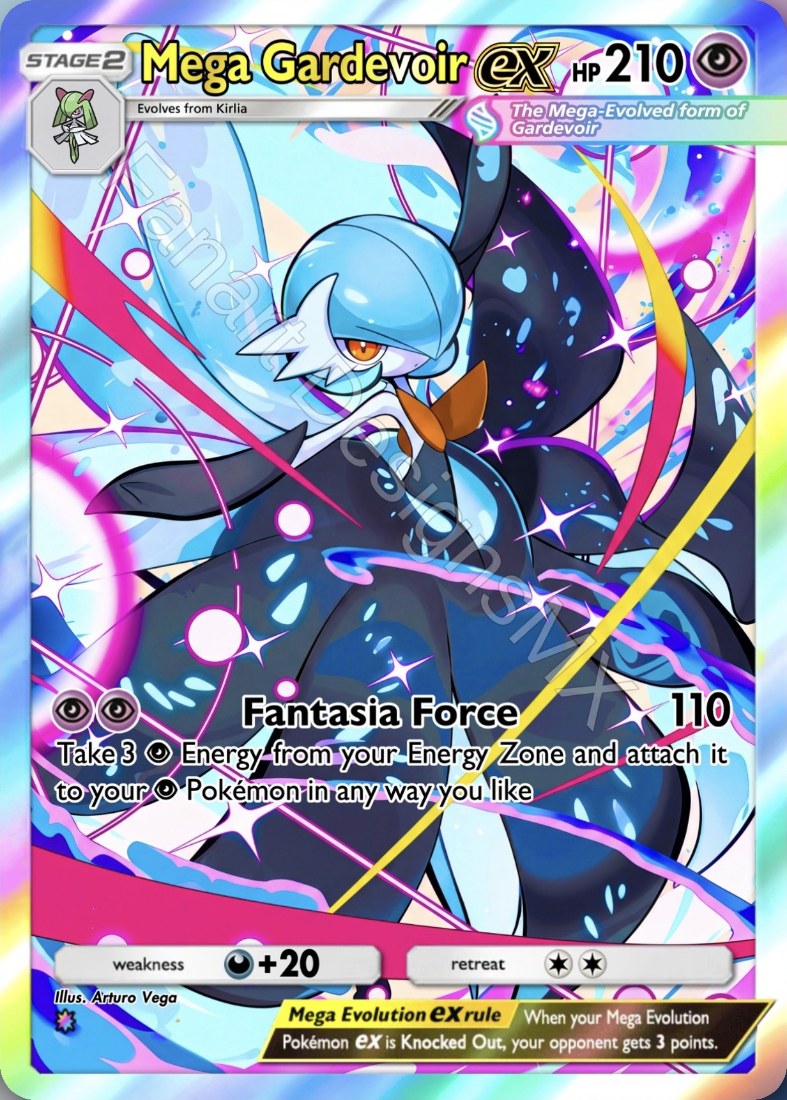 STAGE2 Mega Gardevoir ex HP 210
Evolves from Kirlia
The Mega-Evolved form of
Gardevoir
Fanart DesignsMX
Fantasia Force 110
Take 3 Energy from your Energy Zone and attach it
to your Pokémon in any way you like
weakness +20 retreat
Illus. Arturo Vega
Mega Evolution ex rule When your Mega Evolution
Pokémon ex is Knocked Out, your opponent gets 3 points.